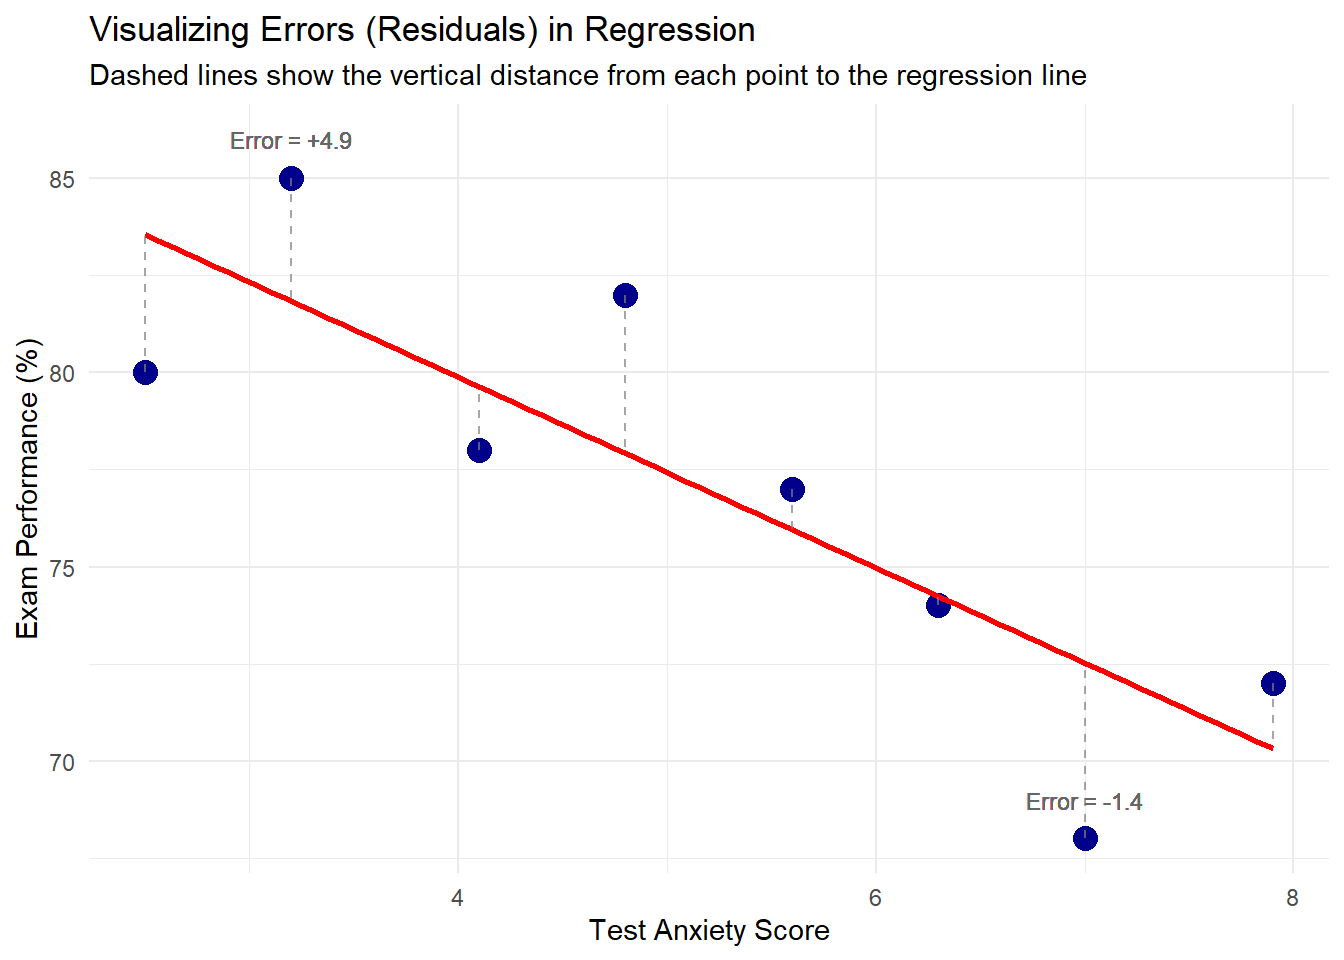 Visualizing Errors (Residuals) in Regression
Dashed lines show the vertical distance from each point to the regression line
Error = +4.9
85
80
75
70
Exam Performance (%)
Error = -1.4
4
6
8
Test Anxiety Score